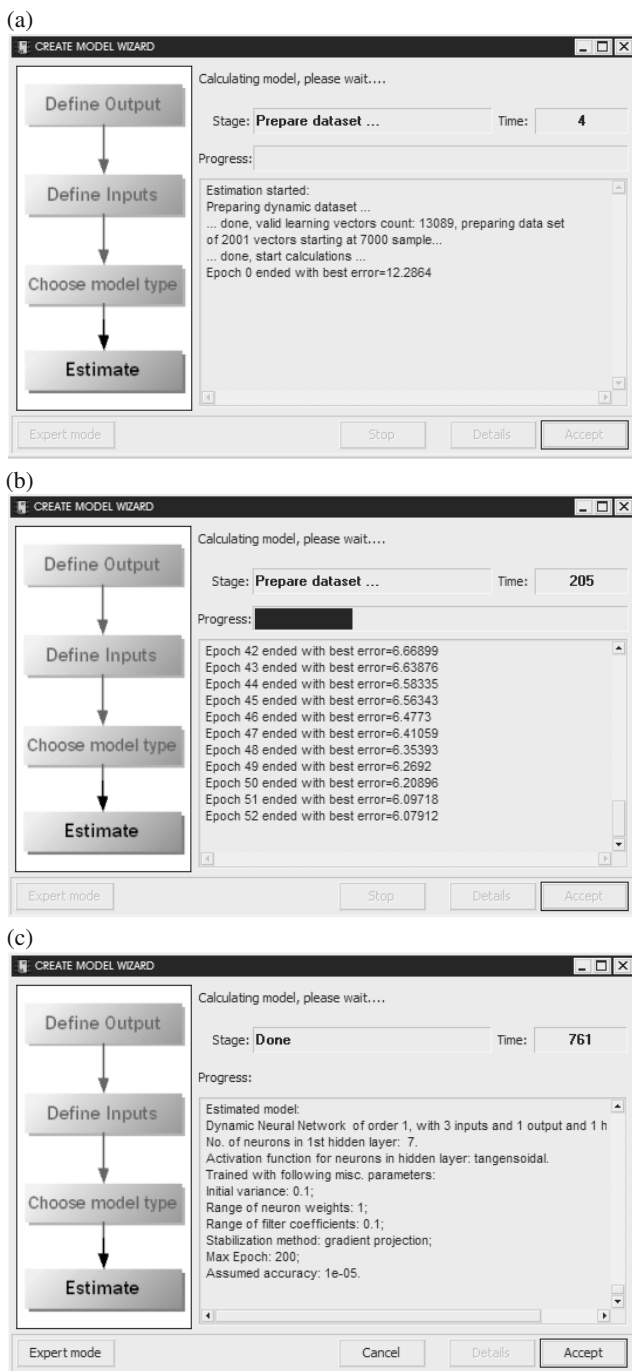 (a)
CREATE MODEL WIZARD
Define Output
Define Inputs
Choose model type
Estimate
Calculating model, please wait....
Stage: Prepare dataset ... Time: 4
Progress:
Estimation started:
Preparing dynamic dataset ...
... done, valid learning vectors count: 13089, preparing data set
of 2001 vectors starting at 7000 sample...
... done, start calculations ...
Epoch 0 ended with best error=12.2864
Expert mode Stop Details Accept
(b)
CREATE MODEL WIZARD
Define Output
Define Inputs
Choose model type
Estimate
Calculating model, please wait....
Stage: Prepare dataset ... Time: 205
Progress:
Epoch 42 ended with best error=6.66899
Epoch 43 ended with best error=6.63876
Epoch 44 ended with best error=6.58335
Epoch 45 ended with best error=6.56343
Epoch 46 ended with best error=6.4773
Epoch 47 ended with best error=6.41059
Epoch 48 ended with best error=6.35393
Epoch 49 ended with best error=6.2692
Epoch 50 ended with best error=6.20896
Epoch 51 ended with best error=6.09718
Epoch 52 ended with best error=6.07912
Expert mode Stop Details Accept
(c)
CREATE MODEL WIZARD
Define Output
Define Inputs
Choose model type
Estimate
Calculating model, please wait....
Stage: Done Time: 761
Progress:
Estimated model:
Dynamic Neural Network of order 1, with 3 inputs and 1 output and 1 h
No. of neurons in 1st hidden layer: 7.
Activation function for neurons in hidden layer: tangensoidal.
Trained with following misc. parameters:
Initial variance: 0.1;
Range of neuron weights: 1;
Range of filter coefficients: 0.1;
Stabilization method: gradient projection;
Max Epoch: 200;
Assumed accuracy: 1e-05.
Expert mode Cancel Details Accept